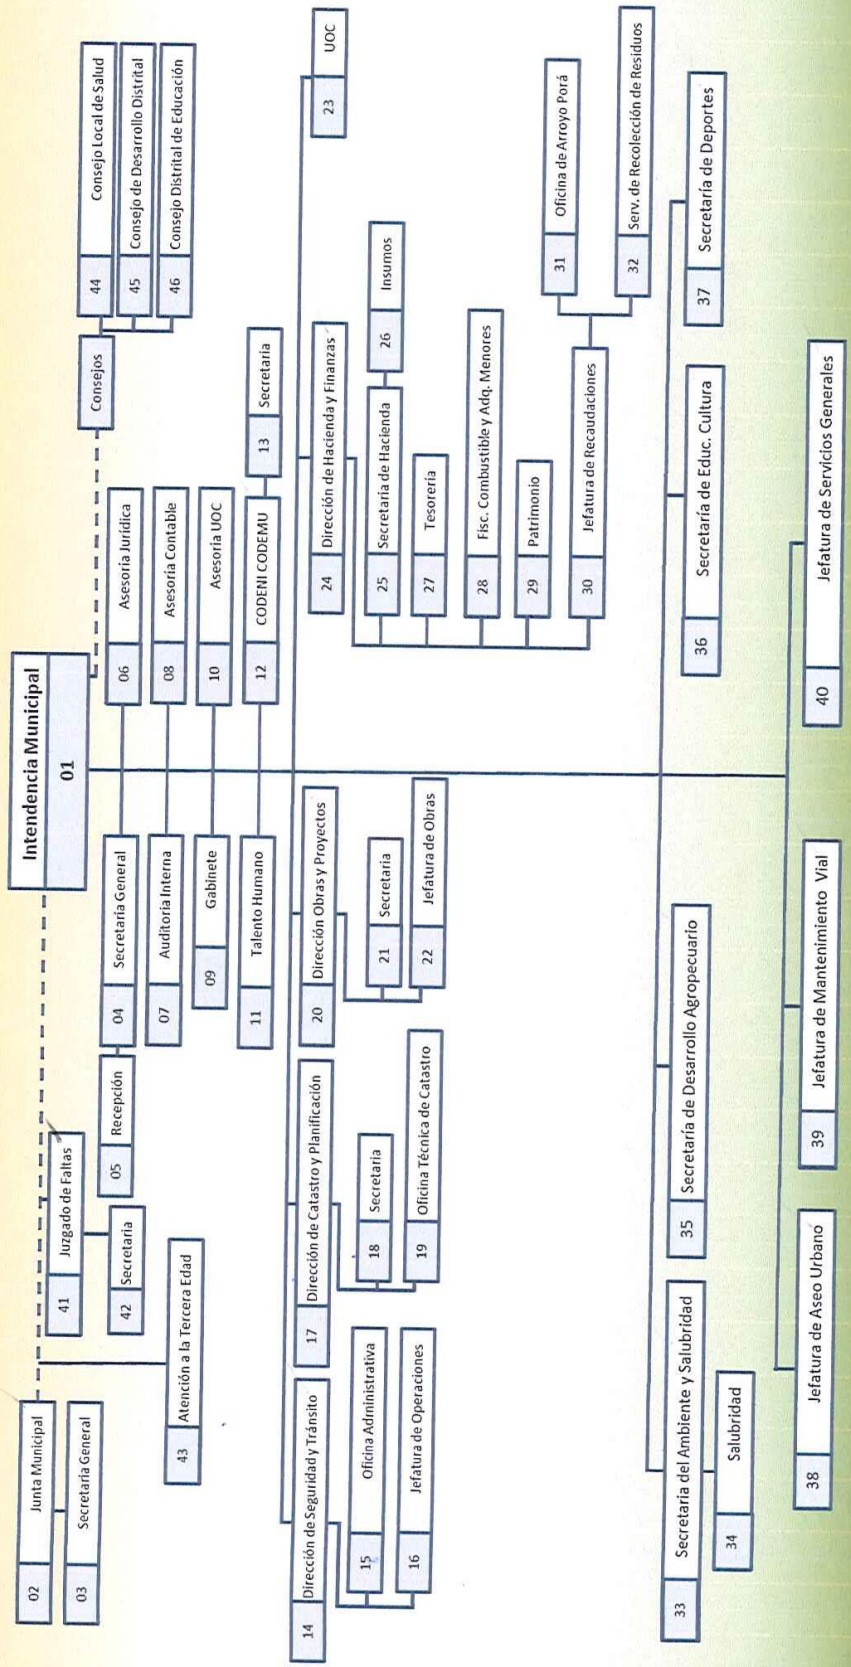 Intendencia Municipal
01
02 Junta Municipal
03 Secretaría General
41 Juzgado de Faltas
42 Secretaria
43 Atención a la Tercera Edad
Consejos
44 Consejo Local de Salud
45 Consejo de Desarrollo Distrital
46 Consejo Distrital de Educación
05 Recepción
04 Secretaría General
06 Asesoría Jurídica
07 Auditoria Interna
08 Asesoría Contable
09 Gabinete
10 Asesoría UOC
11 Talento Humano
12 CODENI CODEMU
13 Secretaria
14 Dirección de Seguridad y Tránsito
15 Oficina Administrativa
16 Jefatura de Operaciones
17 Dirección de Catastro y Planificación
18 Secretaria
19 Oficina Técnica de Catastro
20 Dirección Obras y Proyectos
21 Secretaria
22 Jefatura de Obras
24 Dirección de Hacienda y Finanzas
25 Secretaria de Hacienda
26 Insumos
27 Tesorería
28 Fisc. Combustible y Adq. Menores
29 Patrimonio
30 Jefatura de Recaudaciones
31 Oficina de Arroyo Porá
32 Serv. de Recolección de Residuos
23 UOC
33 Secretaria del Ambiente y Salubridad
34 Salubridad
35 Secretaría de Desarrollo Agropecuario
36 Secretaría de Educ. Cultura
37 Secretaría de Deportes
38 Jefatura de Aseo Urbano
39 Jefatura de Mantenimiento Vial
40 Jefatura de Servicios Generales